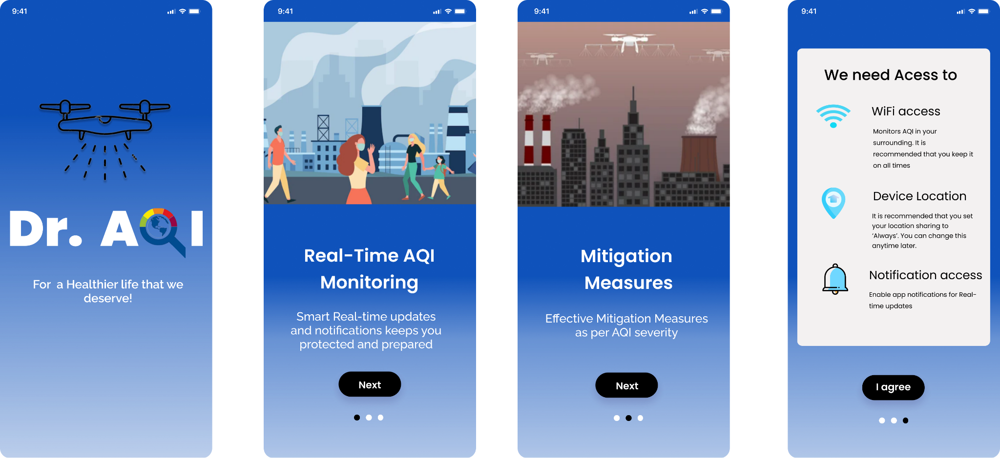 9:41
Dr. AQI
For a Healthier life that we
deserve!
9:41
Real-Time AQI
Monitoring
Smart Real-time updates
and notifications keeps you
protected and prepared
Next
9:41
Mitigation
Measures
Effective Mitigation Measures
as per AQI severity
Next
9:41
We need Acess to
WiFi access
Monitors AQI in your
surrounding. It is
recommended that you keep it
on all times
Device Location
It is recommended that you set
your location sharing to
‘Always’. You can change this
anytime later.
Notification access
Enable app notifications for Real-
time updates
I agree